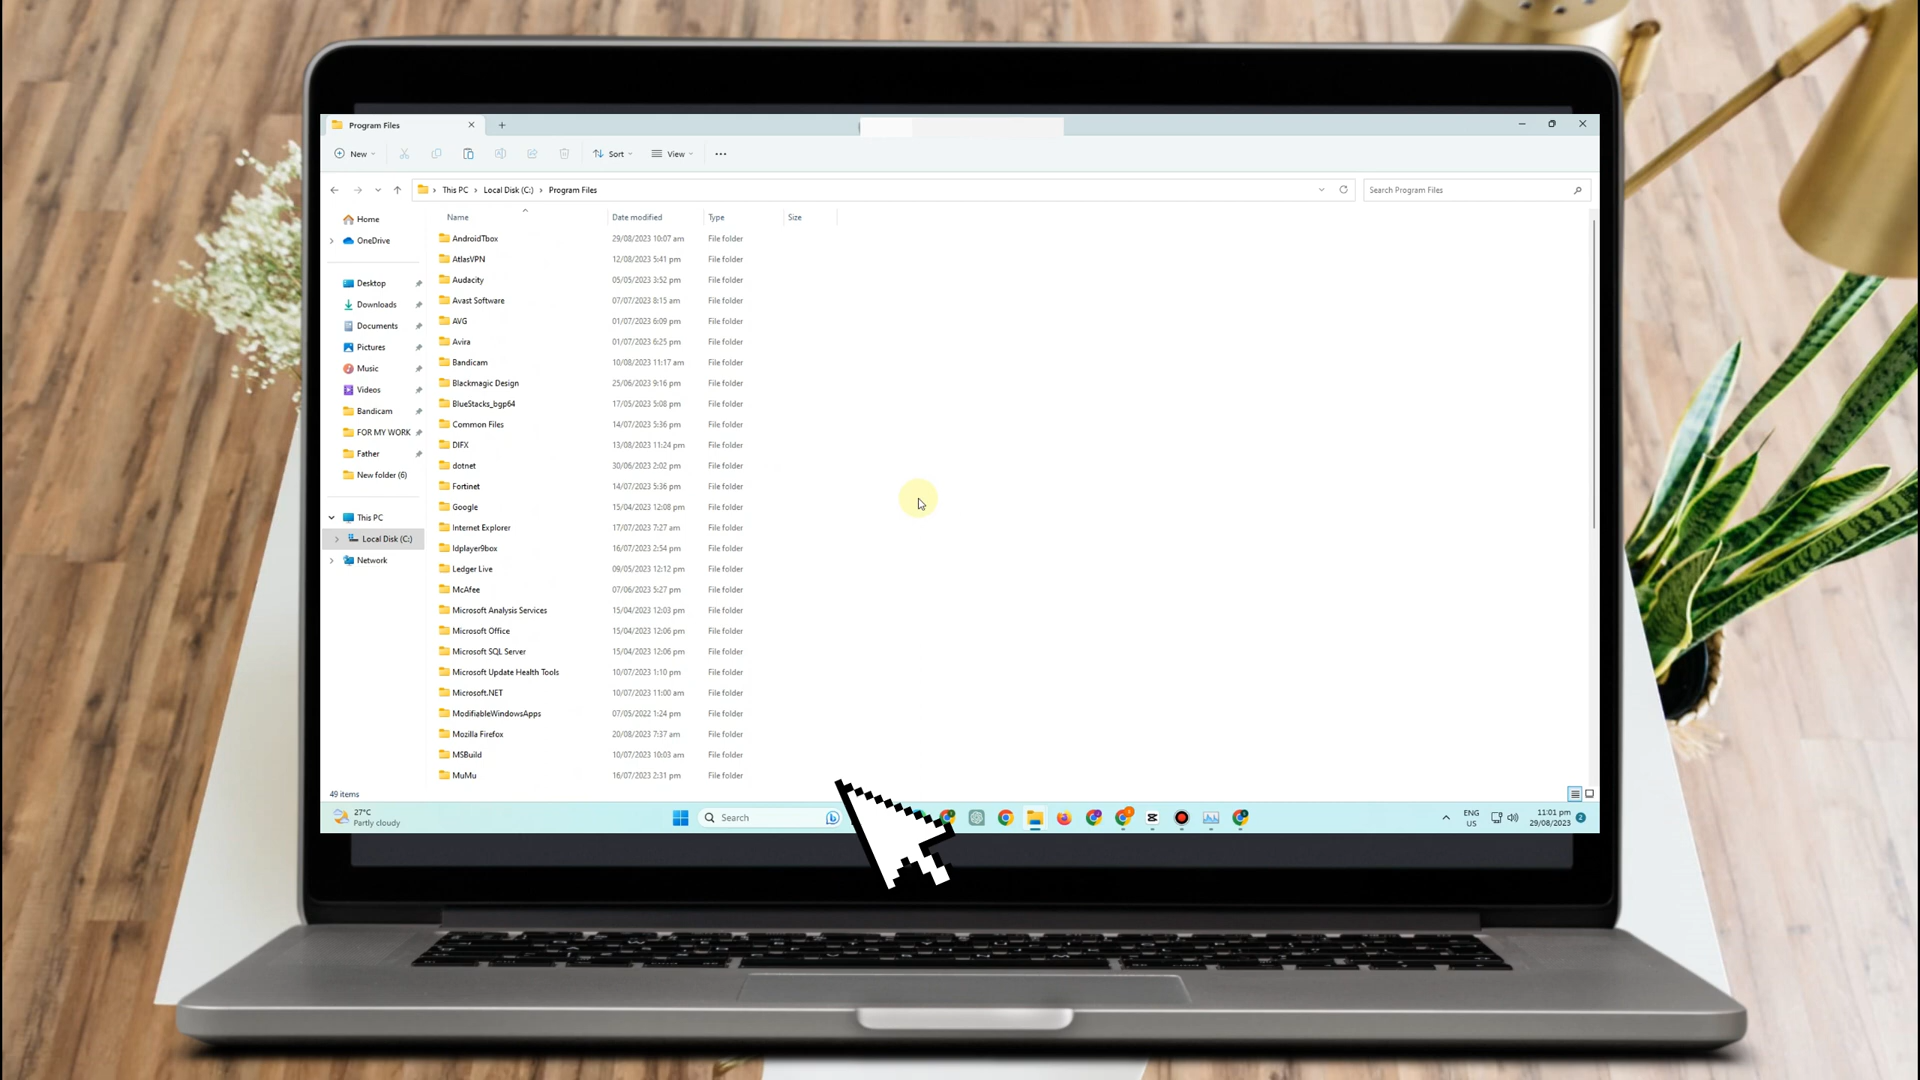 Program Files
New
Sort
View
This PC > Local Disk (C:) > Program Files
Search Program Files
Home
OneDrive
Desktop
Downloads
Documents
Pictures
Music
Videos
Bandicam
FOR MY WORK
Father
New folder (6)
This PC
Local Disk (C:)
Network
Name Date modified Type Size
AndroidTbox 29/08/2023 10:07 am File folder
AtlasVPN 12/08/2023 5:41 pm File folder
Audacity 05/05/2023 3:52 pm File folder
Avast Software 07/07/2023 8:15 am File folder
AVG 01/07/2023 6:09 pm File folder
Avira 01/07/2023 6:25 pm File folder
Bandicam 10/08/2023 11:17 am File folder
Blackmagic Design 25/06/2023 9:16 pm File folder
BlueStacks_bgp64 17/05/2023 5:08 pm File folder
Common Files 14/07/2023 5:36 pm File folder
DIFX 13/08/2023 11:24 pm File folder
dotnet 30/06/2023 2:02 pm File folder
Fortinet 14/07/2023 5:36 pm File folder
Google 15/04/2023 12:08 pm File folder
Internet Explorer 17/07/2023 7:27 am File folder
ldplayer9box 16/07/2023 2:54 pm File folder
Ledger Live 09/05/2023 12:12 pm File folder
McAfee 07/06/2023 5:27 pm File folder
Microsoft Analysis Services 15/04/2023 12:03 pm File folder
Microsoft Office 15/04/2023 12:06 pm File folder
Microsoft SQL Server 15/04/2023 12:06 pm File folder
Microsoft Update Health Tools 10/07/2023 1:10 pm File folder
Microsoft.NET 10/07/2023 11:00 am File folder
ModifiableWindowsApps 07/05/2022 1:24 pm File folder
Mozilla Firefox 20/08/2023 7:37 am File folder
MSBuild 10/07/2023 10:03 am File folder
MuMu 16/07/2023 2:31 pm File folder
49 items
27°C
Partly cloudy
Search
ENG
US
11:01 pm
29/08/2023
2